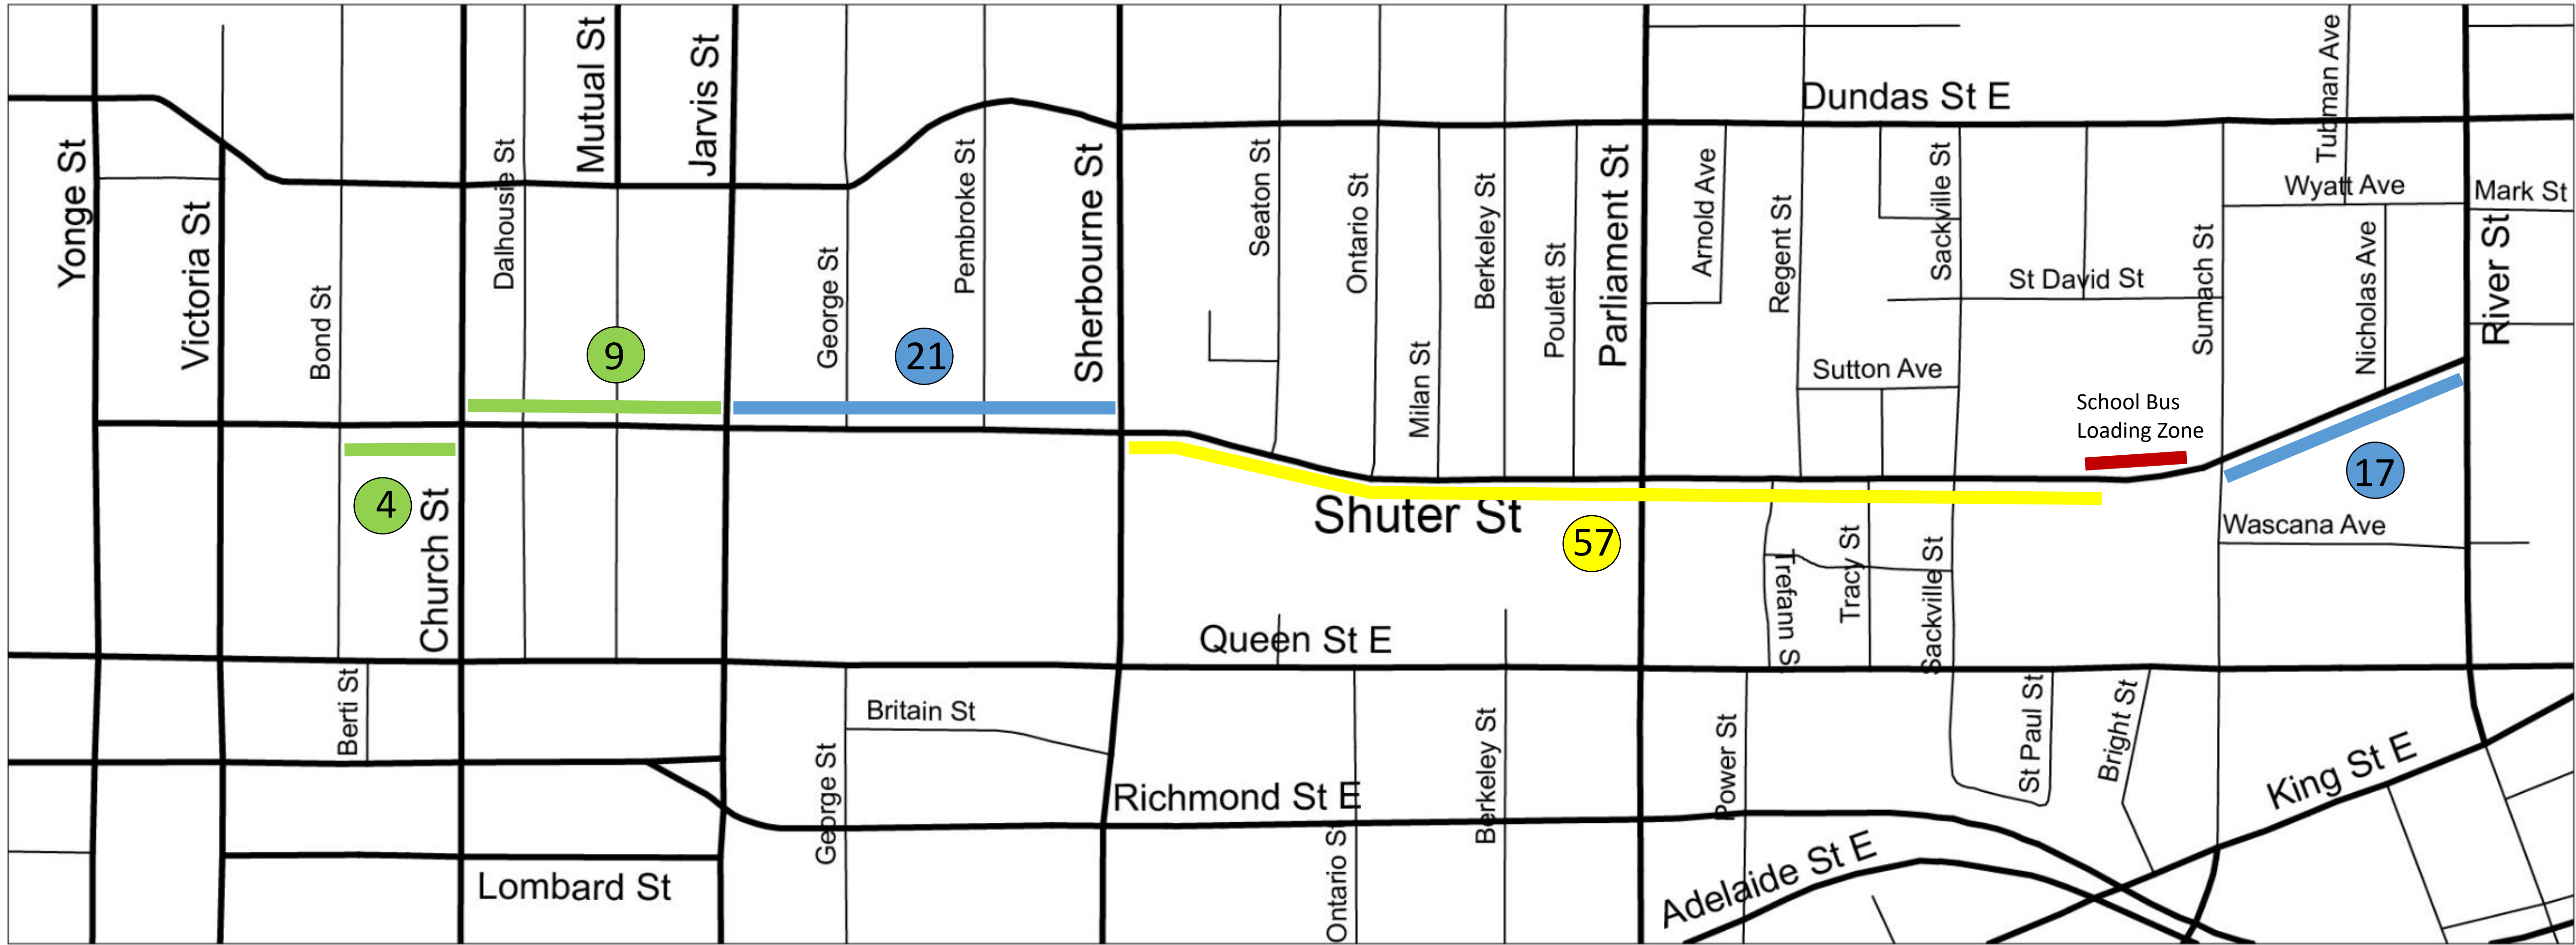 Yonge St
Victoria St
Bond St
Church St
Dalhousie St
Mutual St
Jarvis St
George St
Pembroke St
Sherbourne St
Seaton St
Ontario St
Milan St
Berkeley St
Poulett St
Parliament St
Arnold Ave
Regent St
Dundas St E
Sackville St
St David St
Sutton Ave
Sumach St
Tubman Ave
Wyatt Ave
Nicholas Ave
Mark St
River St
9
21
4
School Bus
Loading Zone
17
Shuter St
57
Trefann S
Tracy St
Sackville St
Wascana Ave
Queen St E
Berti St
Britain St
George St
Richmond St E
Ontario St
Berkeley St
Power St
St Paul St
Bright St
King St E
Adelaide St E
Lombard St